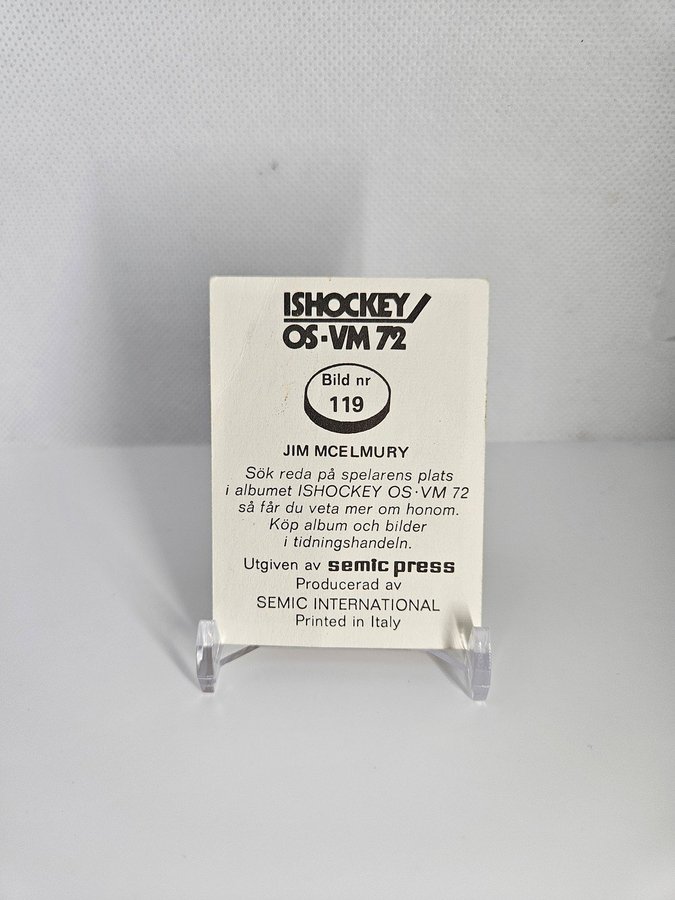 ISHOCKEY/
OS·VM 72
Bild nr
119
JIM MCELMURY
Sök reda på spelarens plats
i albumet ISHOCKEY OS·VM 72
så får du veta mer om honom.
Köp album och bilder
i tidningshandeln.
Utgiven av semic press
Producerad av
SEMIC INTERNATIONAL
Printed in Italy